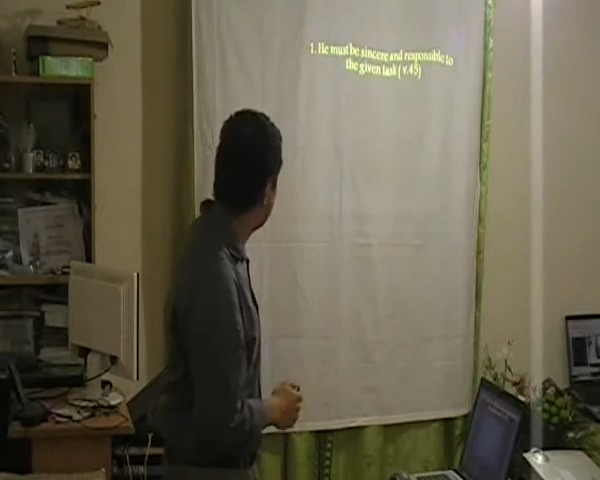 1. He must be sincere and responsible to
the given task ( v.45)